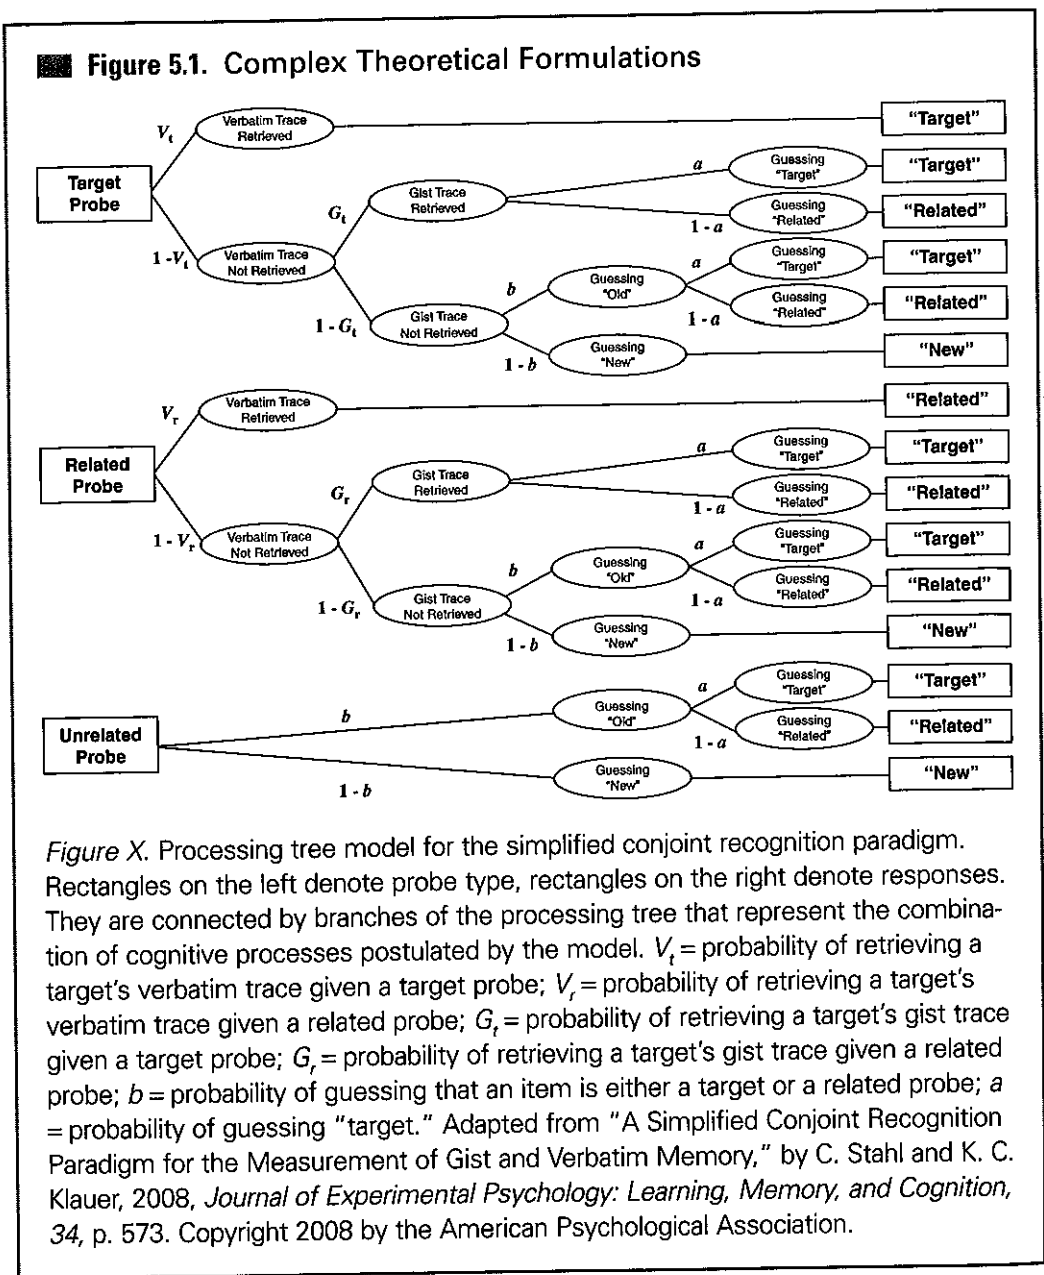 Figure 5.1. Complex Theoretical Formulations
Target
Probe
Vt
Verbatim Trace
Retrieved
"Target"
1 -Vt
Verbatim Trace
Not Retrieved
Gt
Gist Trace
Retrieved
a
Guessing
"Target"
"Target"
1 - a
Guessing
"Related"
"Related"
1 - Gt
Gist Trace
Not Retrieved
b
Guessing
"Old"
a
Guessing
"Target"
"Target"
1 - a
Guessing
"Related"
"Related"
1 - b
Guessing
"New"
"New"
Related
Probe
Vr
Verbatim Trace
Retrieved
"Related"
1 - Vr
Verbatim Trace
Not Retrieved
Gr
Gist Trace
Retrieved
a
Guessing
"Target"
"Target"
1 - a
Guessing
"Related"
"Related"
1 - Gr
Gist Trace
Not Retrieved
b
Guessing
"Old"
a
Guessing
"Target"
"Target"
1 - a
Guessing
"Related"
"Related"
1 - b
Guessing
"New"
"New"
Unrelated
Probe
b
Guessing
"Old"
a
Guessing
"Target"
"Target"
1 - a
Guessing
"Related"
"Related"
1 - b
Guessing
"New"
"New"
Figure X. Processing tree model for the simplified conjoint recognition paradigm.
Rectangles on the left denote probe type, rectangles on the right denote responses.
They are connected by branches of the processing tree that represent the combina-
tion of cognitive processes postulated by the model. Vt = probability of retrieving a
target's verbatim trace given a target probe; Vr = probability of retrieving a target's
verbatim trace given a related probe; Gt = probability of retrieving a target's gist trace
given a target probe; Gr = probability of retrieving a target's gist trace given a related
probe; b = probability of guessing that an item is either a target or a related probe; a
= probability of guessing "target." Adapted from "A Simplified Conjoint Recognition
Paradigm for the Measurement of Gist and Verbatim Memory," by C. Stahl and K. C.
Klauer, 2008, Journal of Experimental Psychology: Learning, Memory, and Cognition,
34, p. 573. Copyright 2008 by the American Psychological Association.